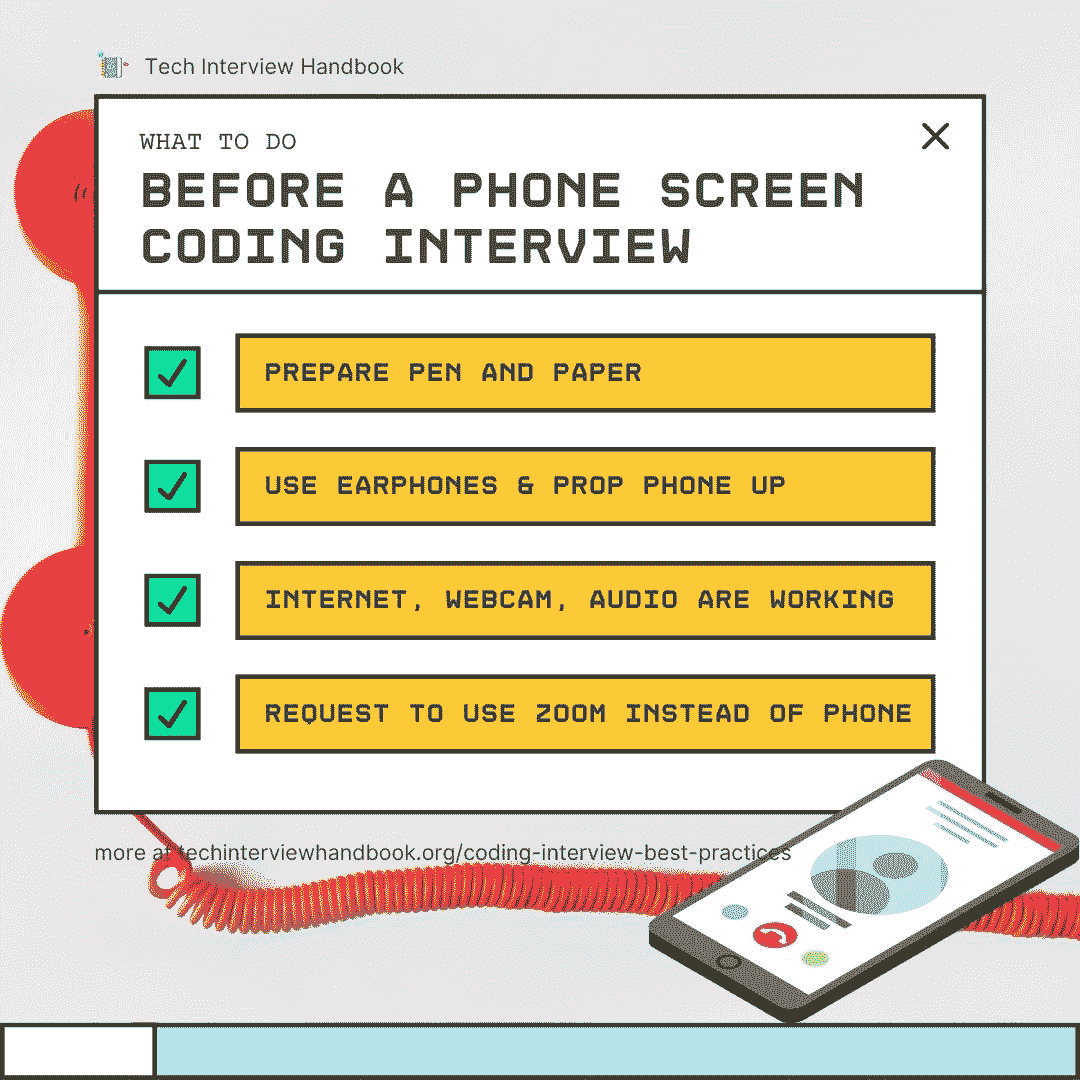 Tech Interview Handbook
WHAT TO DO
BEFORE A PHONE SCREEN
CODING INTERVIEW
PREPARE PEN AND PAPER
USE EARPHONES & PROP PHONE UP
INTERNET, WEBCAM, AUDIO ARE WORKING
REQUEST TO USE ZOOM INSTEAD OF PHONE
more at techinterviewhandbook.org/coding-interview-best-practices